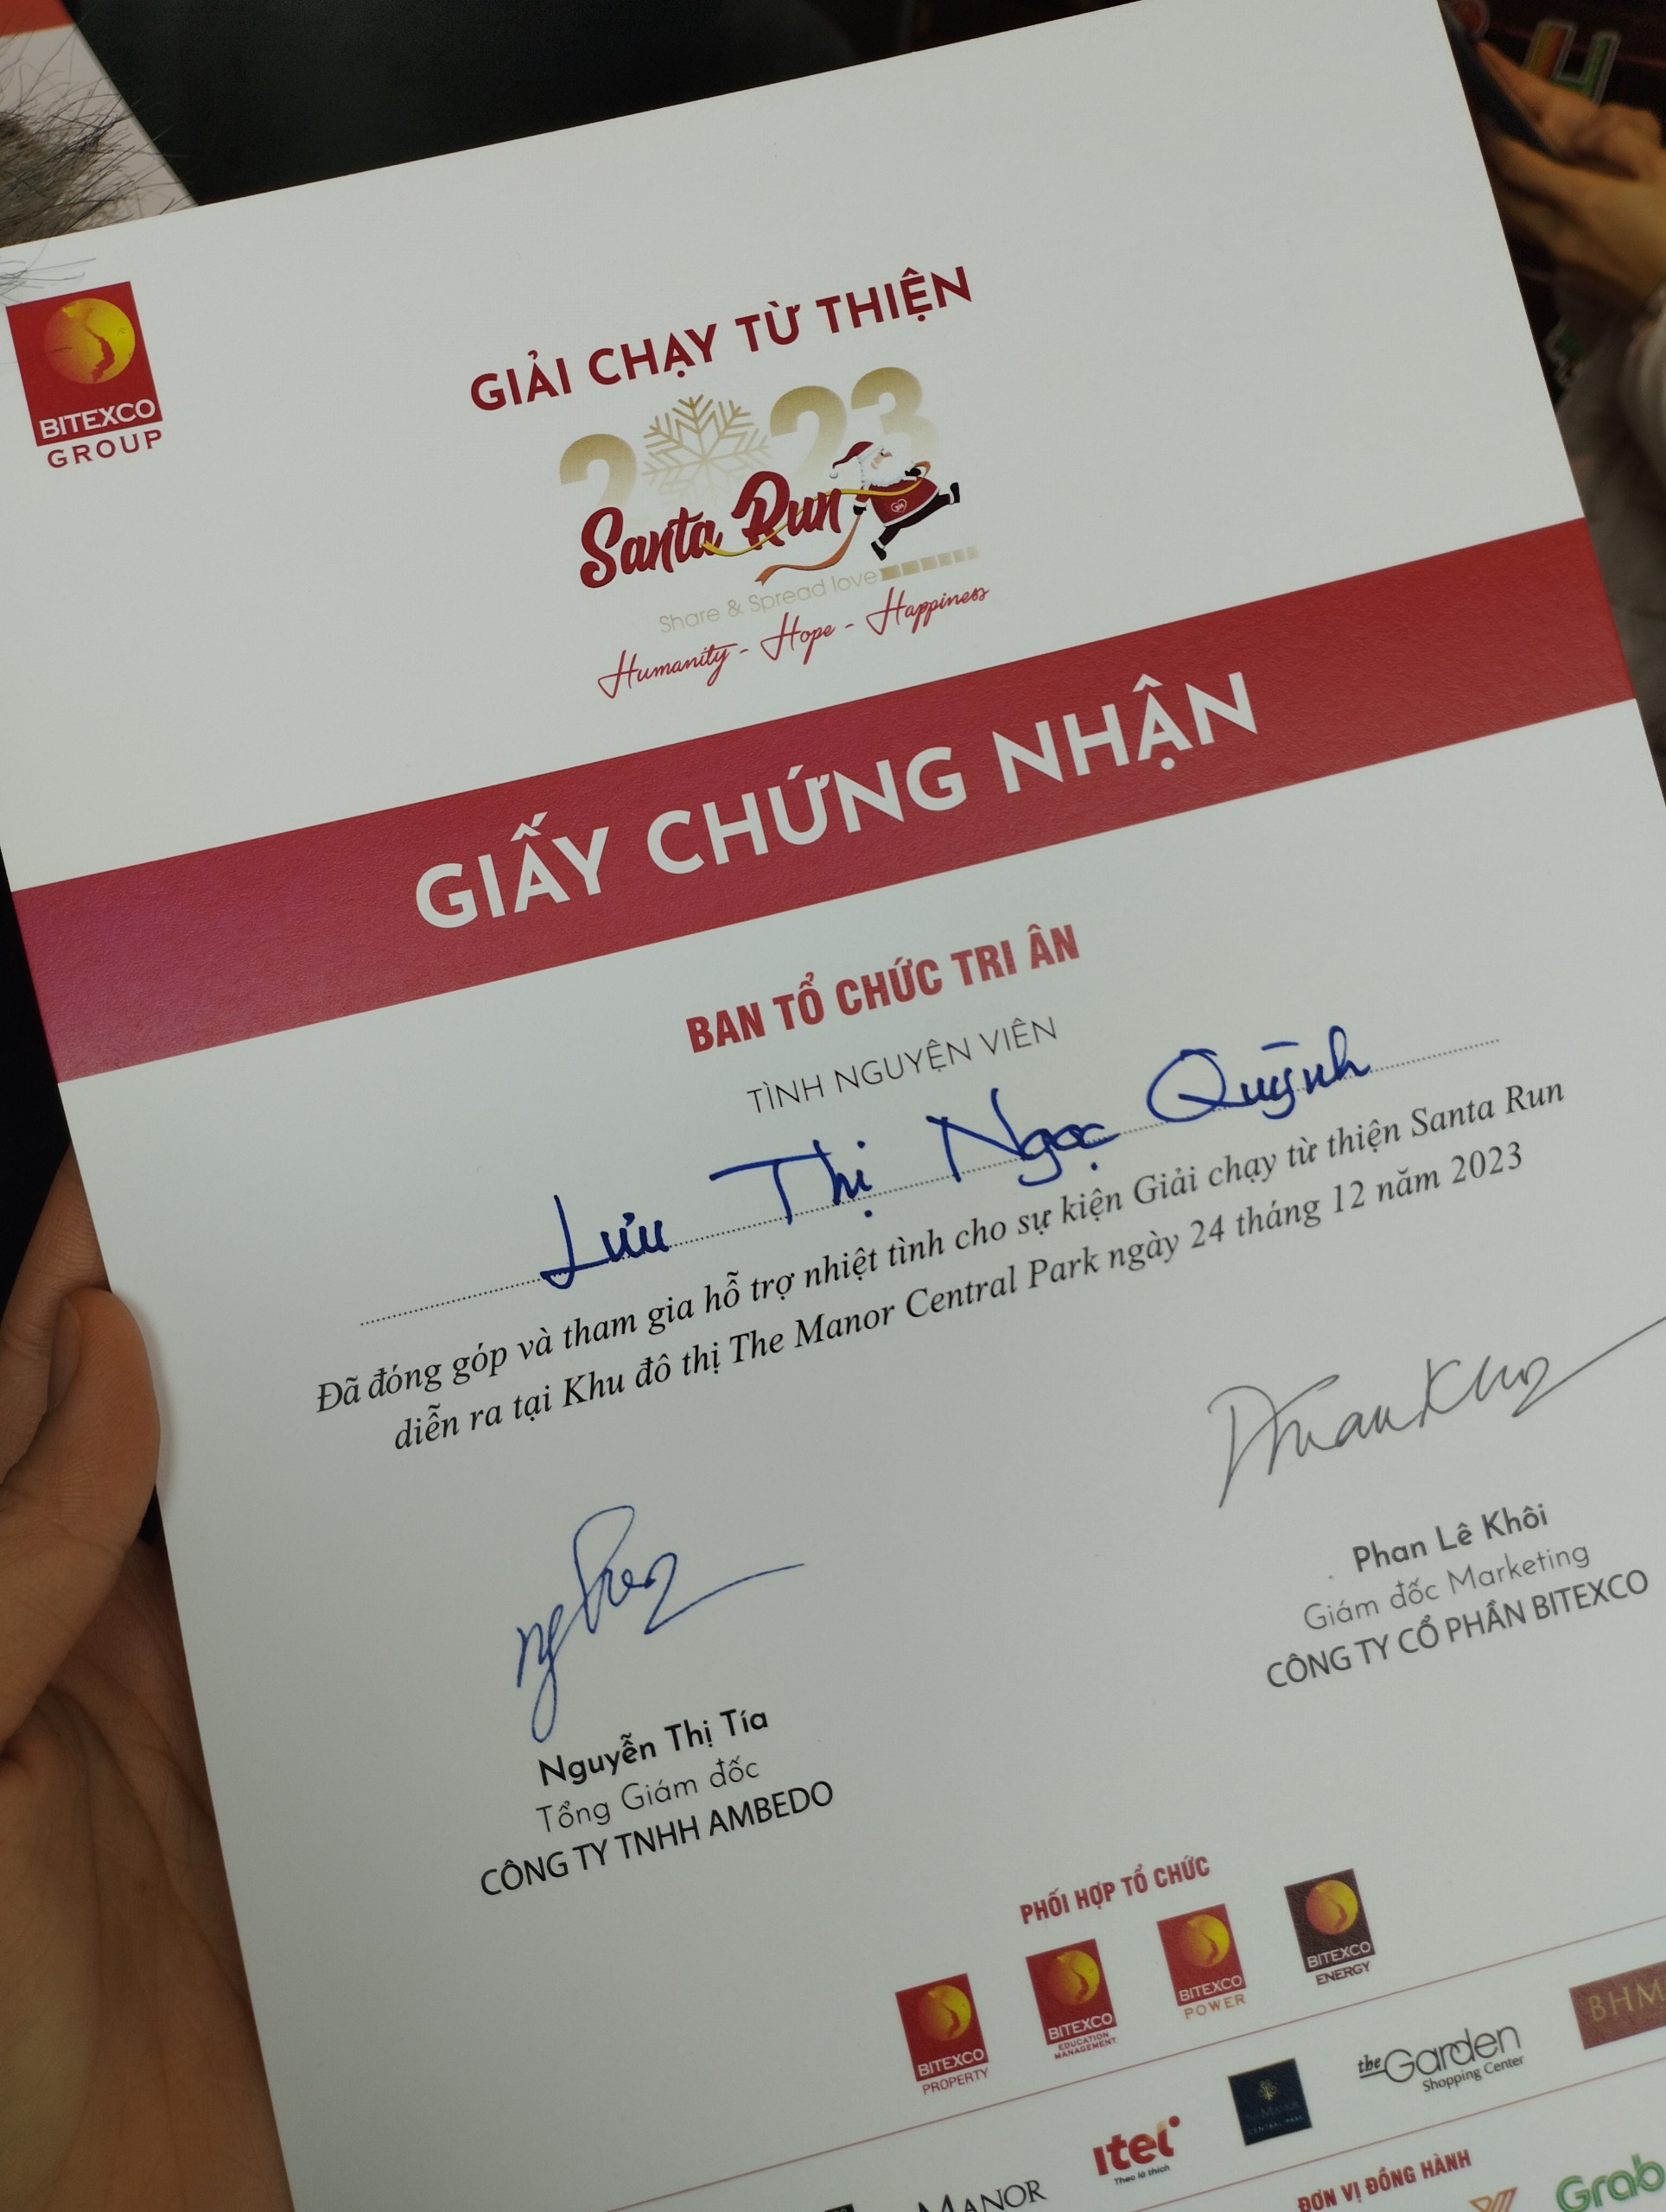 BITEXCO
GROUP
GIẢI CHẠY TỪ THIỆN
2023
Santa Run
Share & Spread love
Humanity - Hope - Happiness
GIẤY CHỨNG NHẬN
BAN TỔ CHỨC TRI ÂN
TÌNH NGUYỆN VIÊN
Lưu Thị Ngọc Quỳnh
Đã đóng góp và tham gia hỗ trợ nhiệt tình cho sự kiện Giải chạy từ thiện Santa Run
diễn ra tại Khu đô thị The Manor Central Park ngày 24 tháng 12 năm 2023
Phan Lê Khôi
Giám đốc Marketing
CÔNG TY CỔ PHẦN BITEXCO
Nguyễn Thị Tía
Tổng Giám đốc
CÔNG TY TNHH AMBEDO
PHỐI HỢP TỔ CHỨC
BITEXCO
PROPERTY
BITEXCO
EDUCATION
MANAGEMENT
BITEXCO
POWER
BITEXCO
ENERGY
MANOR
itel
Theo là thích
THE MANOR
CENTRAL PARK
the Garden
Shopping Center
BHM
ĐƠN VỊ ĐỒNG HÀNH
Grab